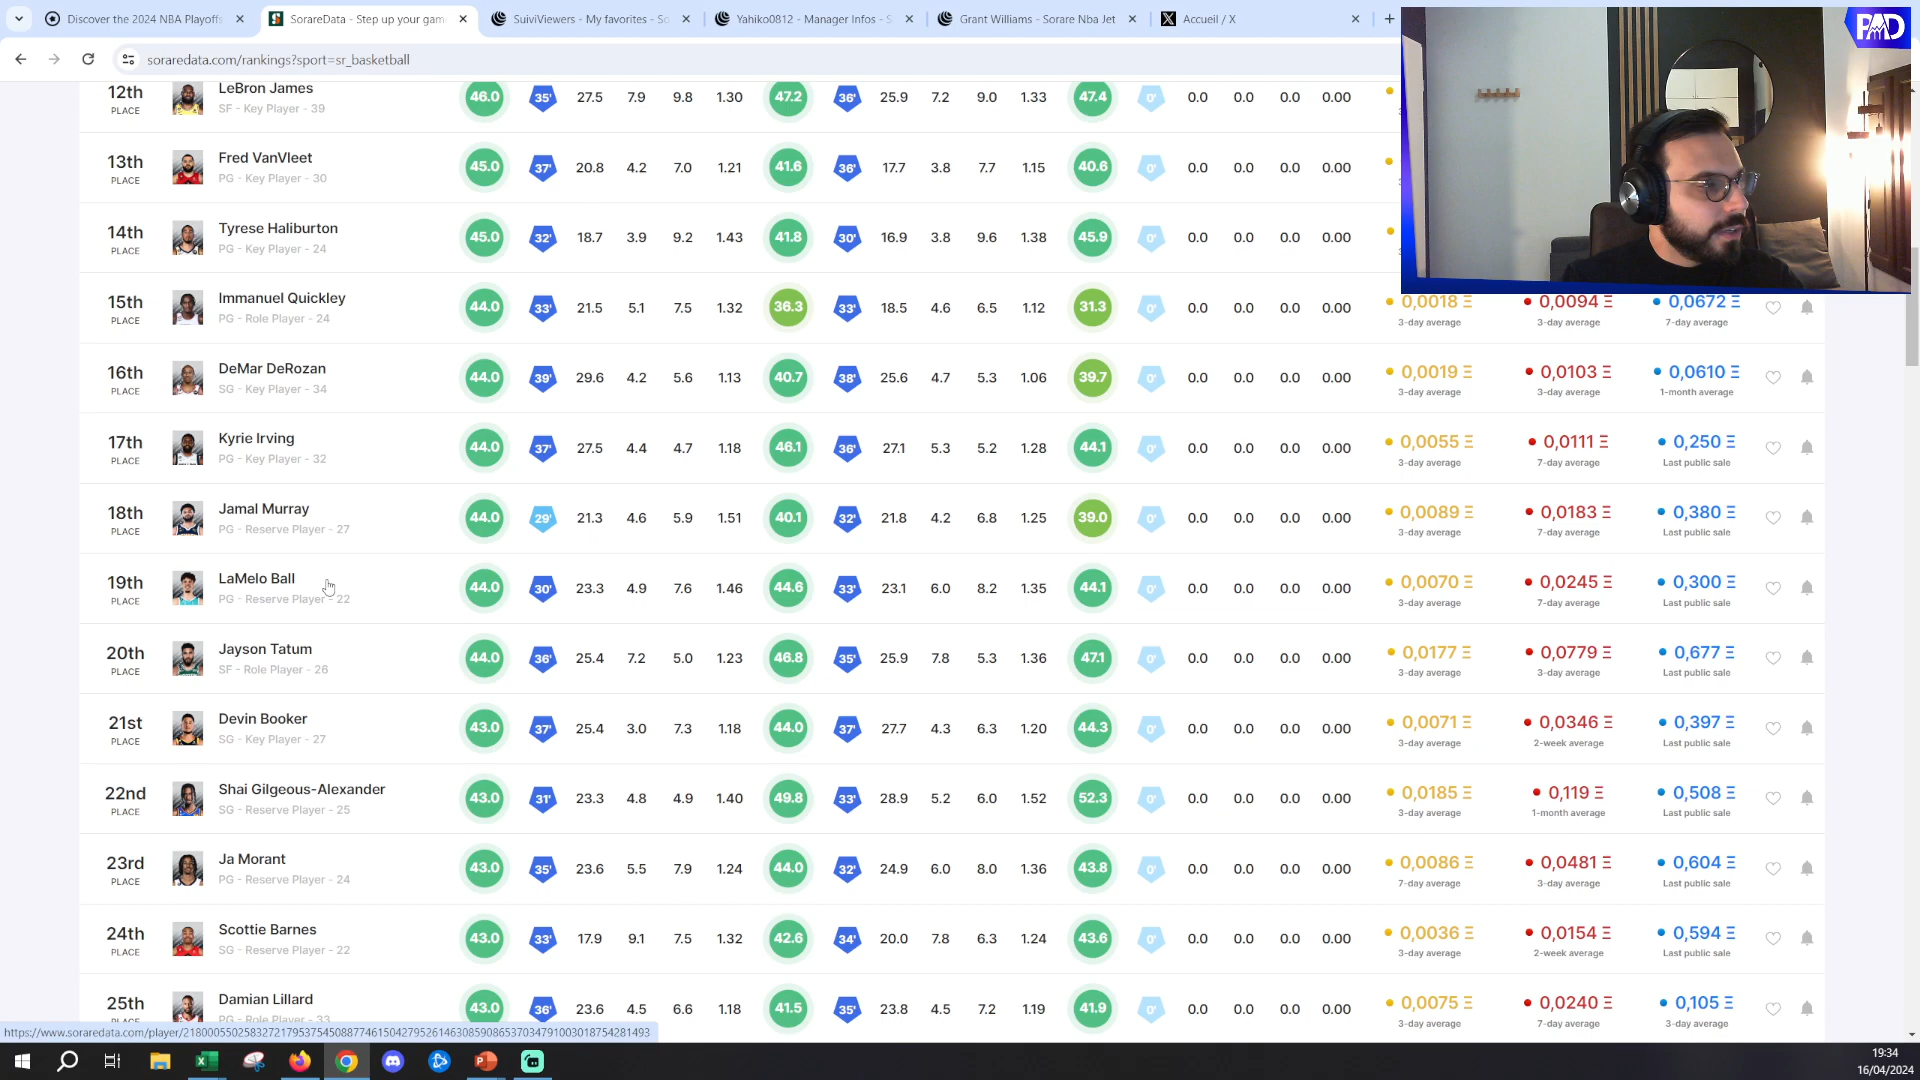 Discover the 2024 NBA Playoffs
SorareData - Step up your gam
SuiviViewers - My favorites - So
Yahiko0812 - Manager Infos - S
Grant Williams - Sorare Nba Jet
Accueil / X
PMD
soraredata.com/rankings?sport=sr_basketball
12th PLACE LeBron James 46.0 35' 27.5 7.9 9.8 1.30 47.2 36' 25.9 7.2 9.0 1.33 47.4 0' 0.0 0.0 0.0 0.00
SF - Key Player - 39
13th PLACE Fred VanVleet 45.0 37' 20.8 4.2 7.0 1.21 41.6 36' 17.7 3.8 7.7 1.15 40.6 0' 0.0 0.0 0.0 0.00
PG - Key Player - 30
14th PLACE Tyrese Haliburton 45.0 32' 18.7 3.9 9.2 1.43 41.8 30' 16.9 3.8 9.6 1.38 45.9 0' 0.0 0.0 0.0 0.00
PG - Key Player - 24
15th PLACE Immanuel Quickley 44.0 33' 21.5 5.1 7.5 1.32 36.3 33' 18.5 4.6 6.5 1.12 31.3 0' 0.0 0.0 0.0 0.00 0,0018 Ξ 0,0094 Ξ 0,0672 Ξ
PG - Role Player - 24 3-day average 3-day average 7-day average
16th PLACE DeMar DeRozan 44.0 39' 29.6 4.2 5.6 1.13 40.7 38' 25.6 4.7 5.3 1.06 39.7 0' 0.0 0.0 0.0 0.00 0,0019 Ξ 0,0103 Ξ 0,0610 Ξ
SG - Key Player - 34 3-day average 3-day average 1-month average
17th PLACE Kyrie Irving 44.0 37' 27.5 4.4 4.7 1.18 46.1 36' 27.1 5.3 5.2 1.28 44.1 0' 0.0 0.0 0.0 0.00 0,0055 Ξ 0,0111 Ξ 0,250 Ξ
PG - Key Player - 32 3-day average 7-day average Last public sale
18th PLACE Jamal Murray 44.0 29' 21.3 4.6 5.9 1.51 40.1 32' 21.8 4.2 6.8 1.25 39.0 0' 0.0 0.0 0.0 0.00 0,0089 Ξ 0,0183 Ξ 0,380 Ξ
PG - Reserve Player - 27 3-day average 7-day average Last public sale
19th PLACE LaMelo Ball 44.0 30' 23.3 4.9 7.6 1.46 44.6 33' 23.1 6.0 8.2 1.35 44.1 0' 0.0 0.0 0.0 0.00 0,0070 Ξ 0,0245 Ξ 0,300 Ξ
PG - Reserve Player - 22 3-day average 7-day average Last public sale
20th PLACE Jayson Tatum 44.0 36' 25.4 7.2 5.0 1.23 46.8 35' 25.9 7.8 5.3 1.36 47.1 0' 0.0 0.0 0.0 0.00 0,0177 Ξ 0,0779 Ξ 0,677 Ξ
SF - Role Player - 26 3-day average 3-day average Last public sale
21st PLACE Devin Booker 43.0 37' 25.4 3.0 7.3 1.18 44.0 37' 27.7 4.3 6.3 1.20 44.3 0' 0.0 0.0 0.0 0.00 0,0071 Ξ 0,0346 Ξ 0,397 Ξ
SG - Key Player - 27 3-day average 2-week average Last public sale
22nd PLACE Shai Gilgeous-Alexander 43.0 31' 23.3 4.8 4.9 1.40 49.8 33' 28.9 5.2 6.0 1.52 52.3 0' 0.0 0.0 0.0 0.00 0,0185 Ξ 0,119 Ξ 0,508 Ξ
SG - Reserve Player - 25 3-day average 1-month average Last public sale
23rd PLACE Ja Morant 43.0 35' 23.6 5.5 7.9 1.24 44.0 32' 24.9 6.0 8.0 1.36 43.8 0' 0.0 0.0 0.0 0.00 0,0086 Ξ 0,0481 Ξ 0,604 Ξ
PG - Reserve Player - 24 7-day average 3-day average Last public sale
24th PLACE Scottie Barnes 43.0 33' 17.9 9.1 7.5 1.32 42.6 34' 20.0 7.8 6.3 1.24 43.6 0' 0.0 0.0 0.0 0.00 0,0036 Ξ 0,0154 Ξ 0,594 Ξ
SG - Reserve Player - 22 3-day average 2-week average Last public sale
25th Damian Lillard 43.0 36' 23.6 4.5 6.6 1.18 41.5 35' 23.8 4.5 7.2 1.19 41.9 0' 0.0 0.0 0.0 0.00 0,0075 Ξ 0,0240 Ξ 0,105 Ξ
PG - Role Player - 33 3-day average 7-day average 3-day average
19:34
16/04/2024